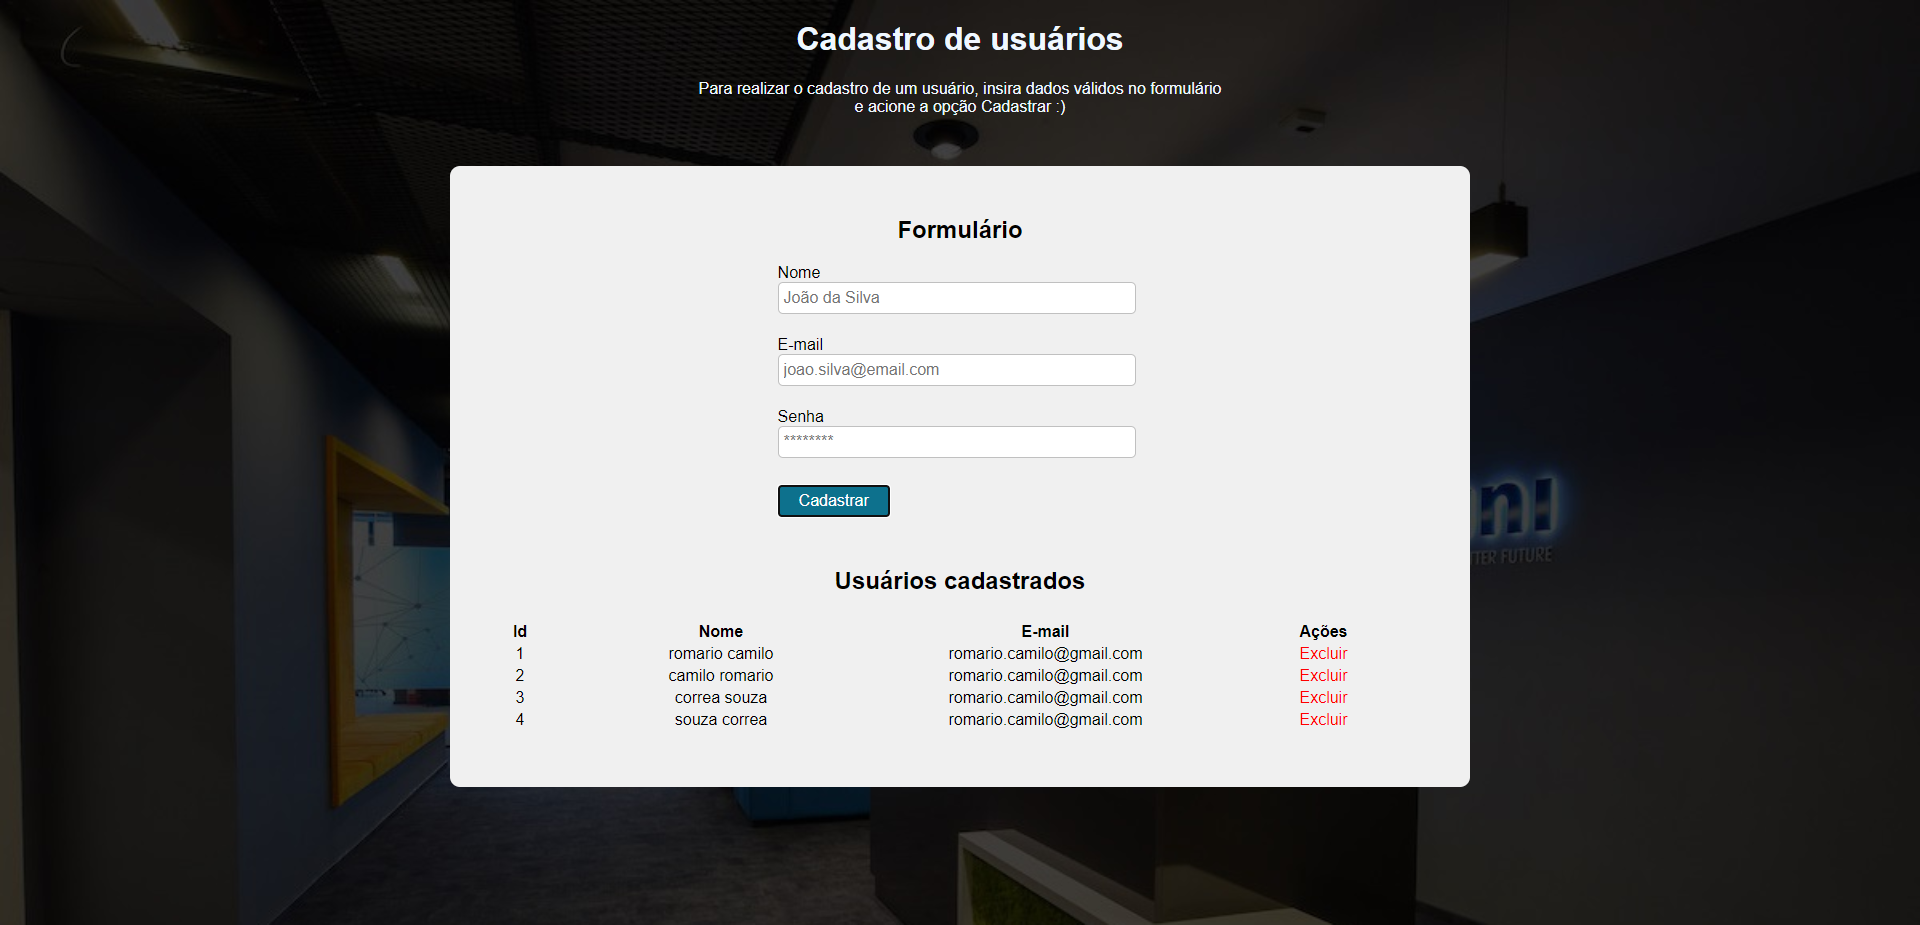 Cadastro de usuários
Para realizar o cadastro de um usuário, insira dados válidos no formulário
e acione a opção Cadastrar :)
Formulário
Nome
João da Silva
E-mail
joao.silva@email.com
Senha
********
Cadastrar
Usuários cadastrados
Id Nome E-mail Ações
1 romario camilo romario.camilo@gmail.com Excluir
2 camilo romario romario.camilo@gmail.com Excluir
3 correa souza romario.camilo@gmail.com Excluir
4 souza correa romario.camilo@gmail.com Excluir
FUTURE